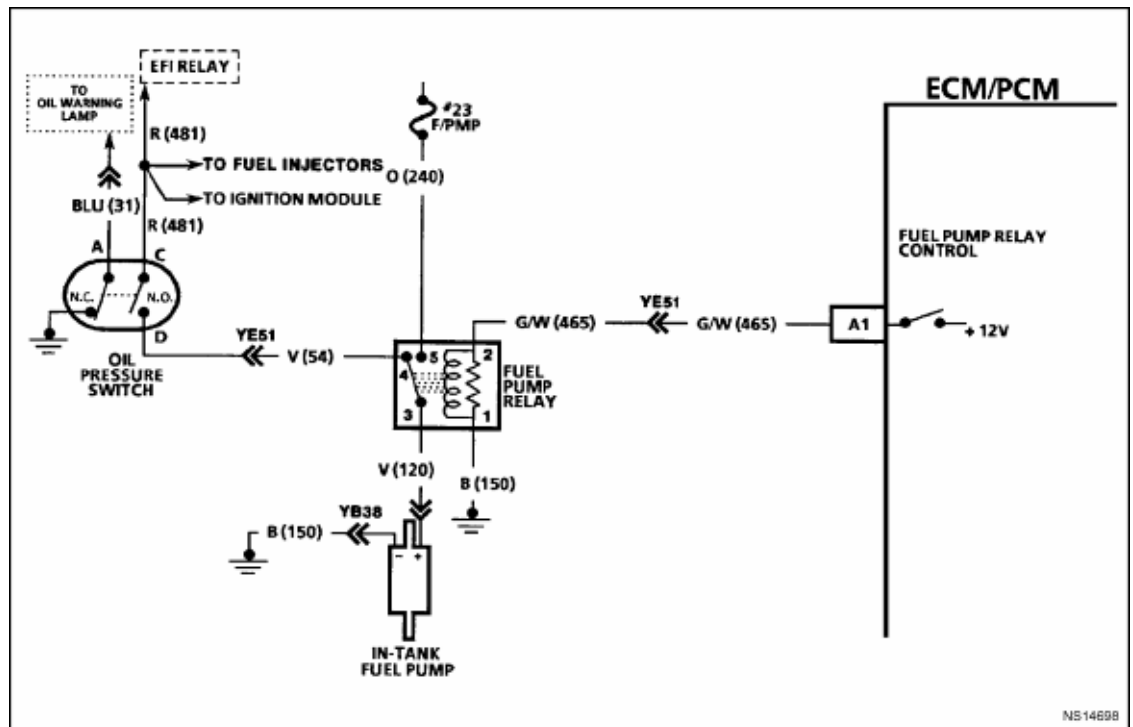 EFI RELAY
TO
OIL WARNING
LAMP
R (481)
#23
F/PMP
ECM/PCM
TO FUEL INJECTORS
O (240)
TO IGNITION MODULE
BLU (31)
R (481)
FUEL PUMP RELAY
CONTROL
A
C
N.C.
N.O.
D
YE51
G/W (465)
G/W (465)
A1
+ 12V
OIL
PRESSURE
SWITCH
YE51
V (54)
4
5
2
3
1
FUEL
PUMP
RELAY
V (120)
B (150)
YB38
B (150)
- +
IN-TANK
FUEL PUMP
NS14698